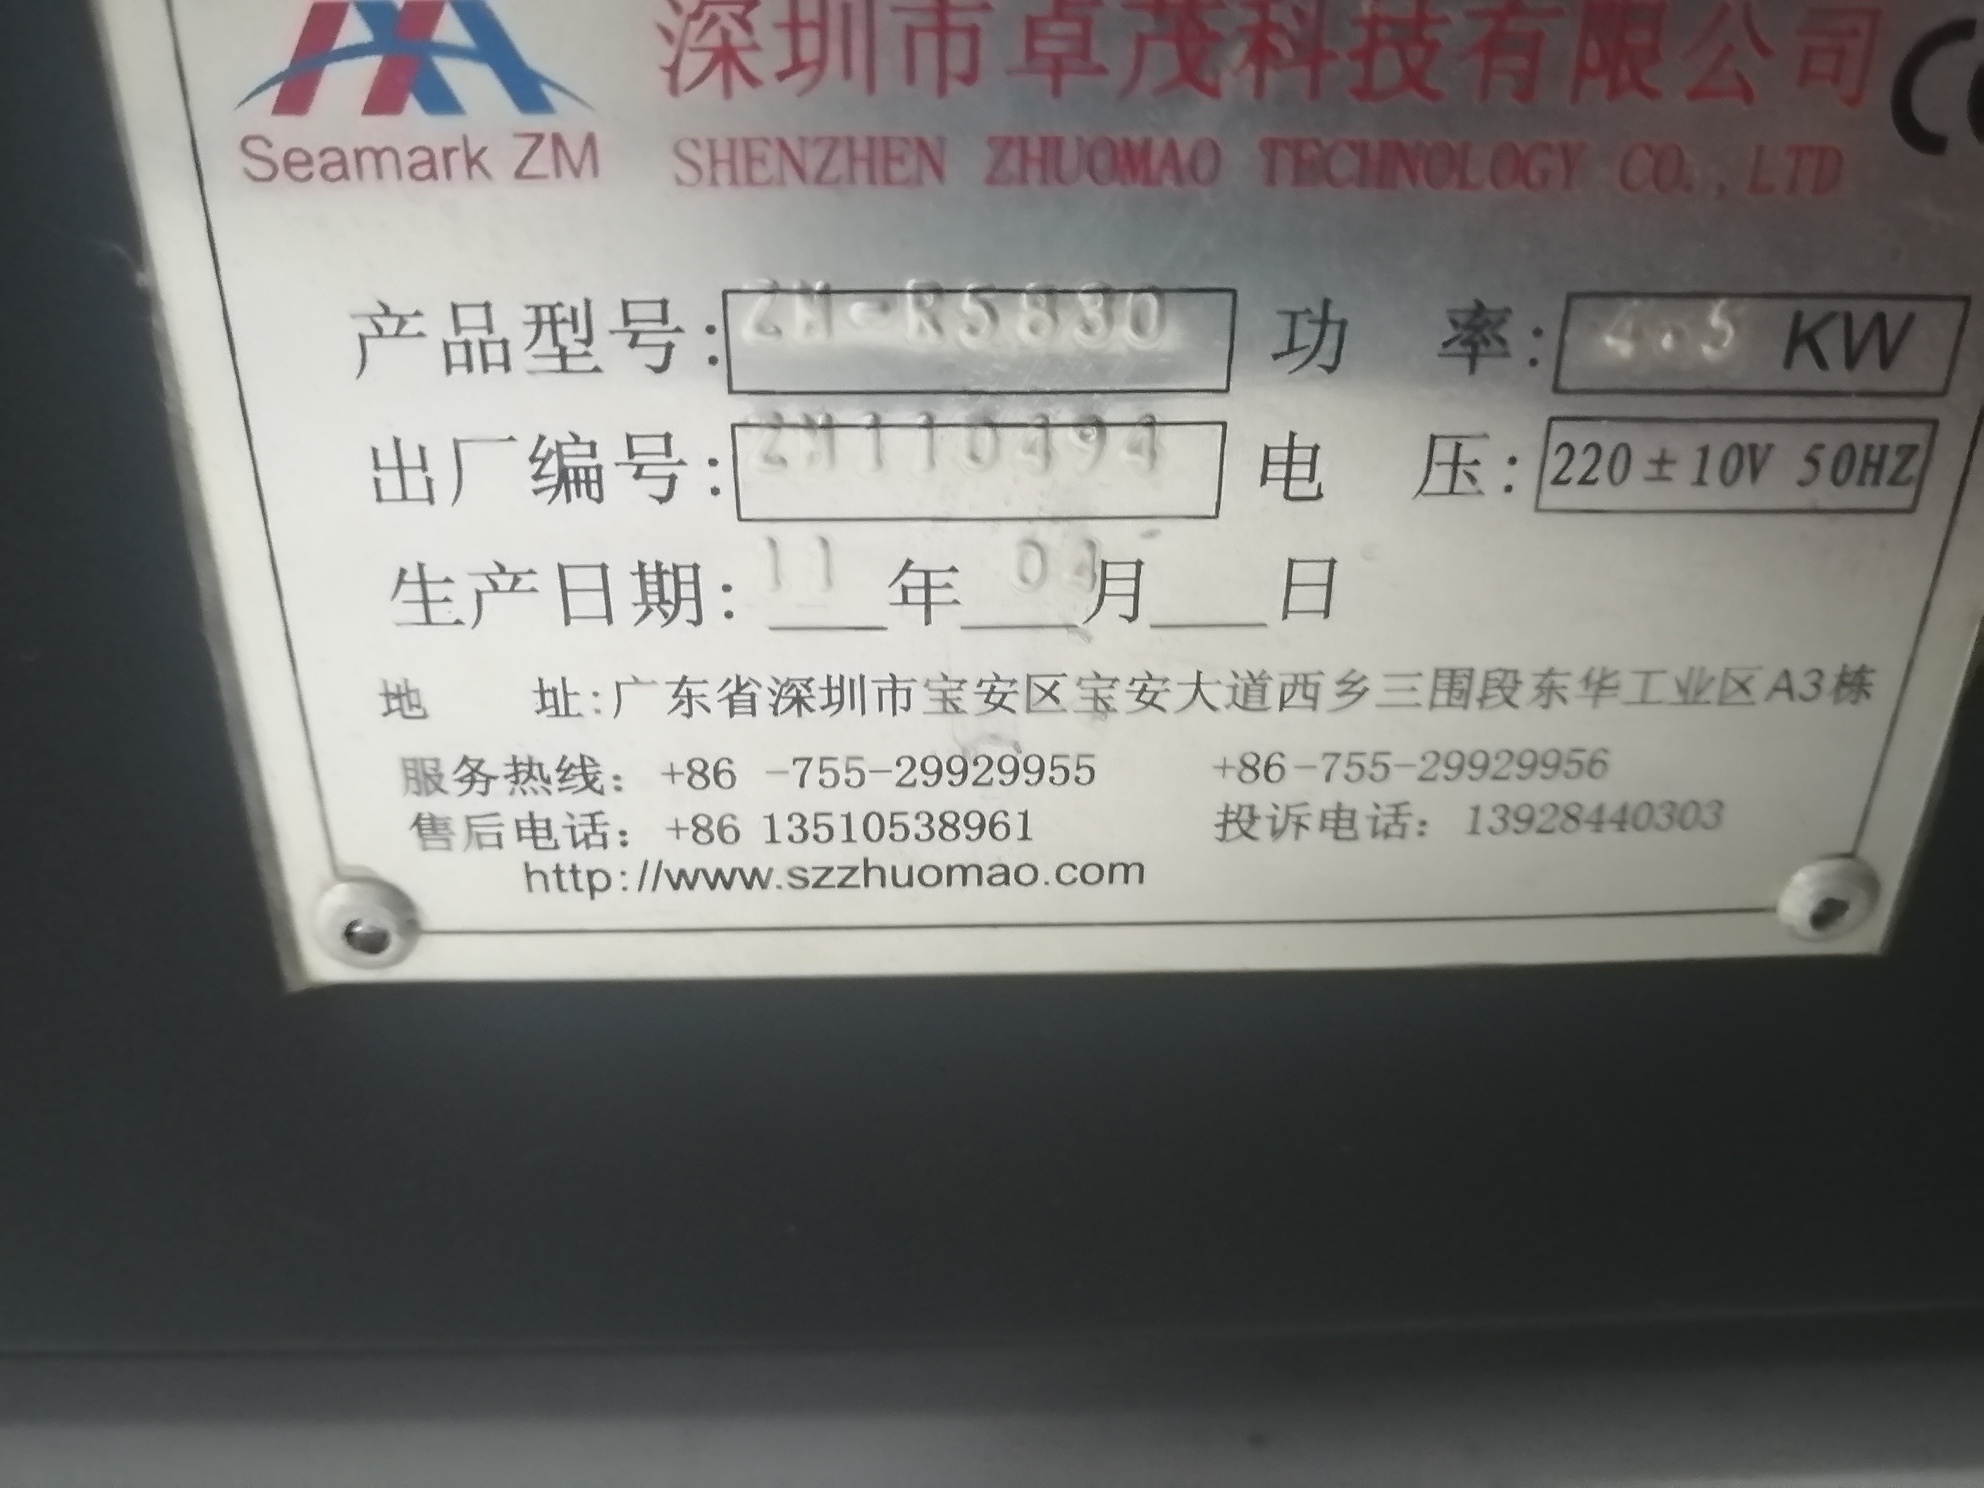 深圳市卓茂科技有限公司
Seamark ZM
SHENZHEN ZHUOMAO TECHNOLOGY CO.,LTD
产品型号: ZM-R5830 功 率: 4.5 KW
出厂编号: ZM110494 电 压: 220±10V 50HZ
生产日期: 11 年 04 月 日
地 址:广东省深圳市宝安区宝安大道西乡三围段东华工业区A3栋
服务热线: +86 -755-29929955 +86-755-29929956
售后电话: +86 13510538961 投诉电话: 13928440303
http://www.szzhuomao.com